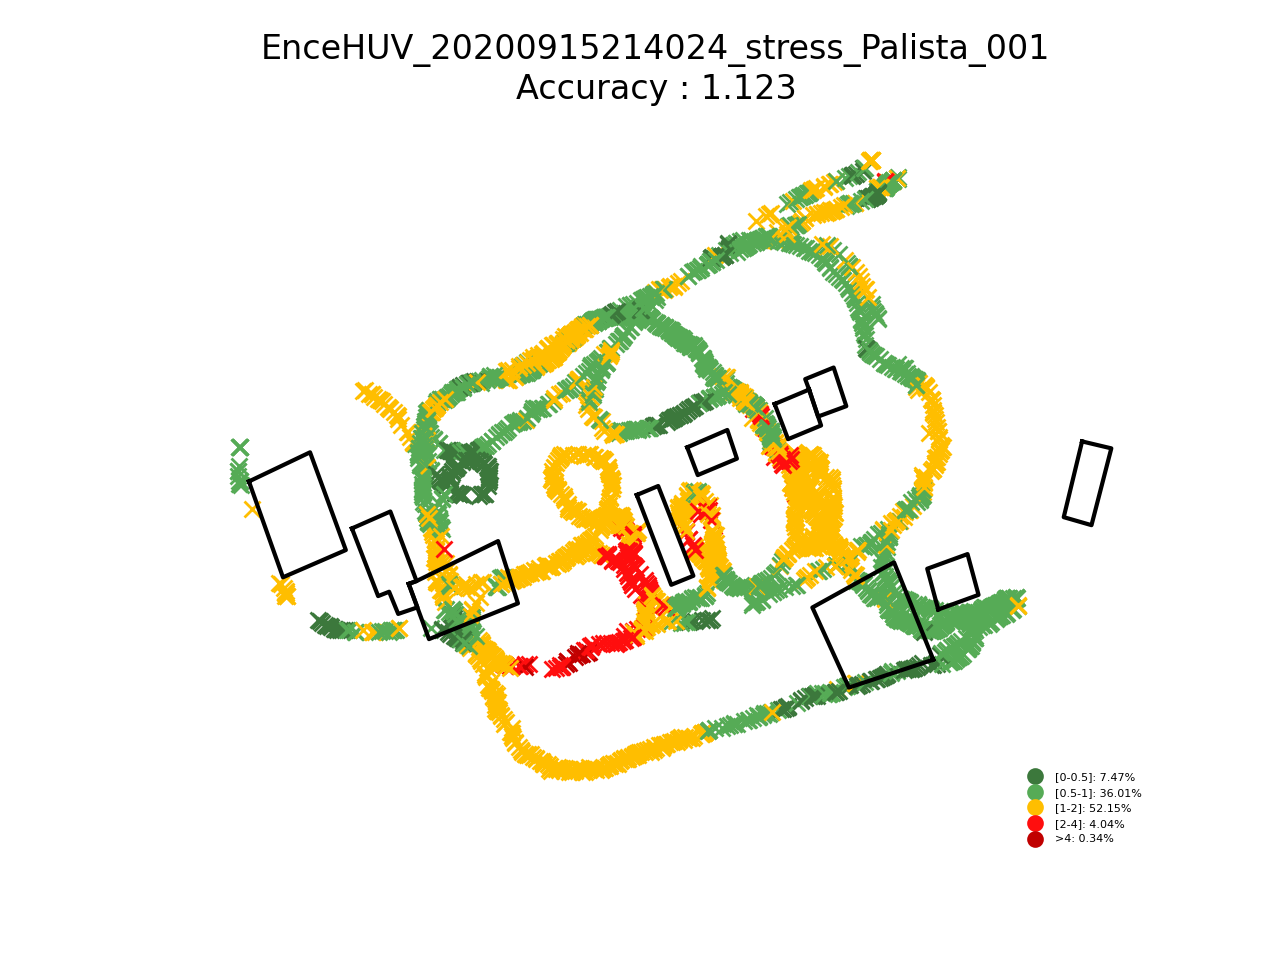 EnceHUV_20200915214024_stress_Palista_001
Accuracy : 1.123
[0-0.5]: 7.47%
[0.5-1]: 36.01%
[1-2]: 52.15%
[2-4]: 4.04%
>4: 0.34%